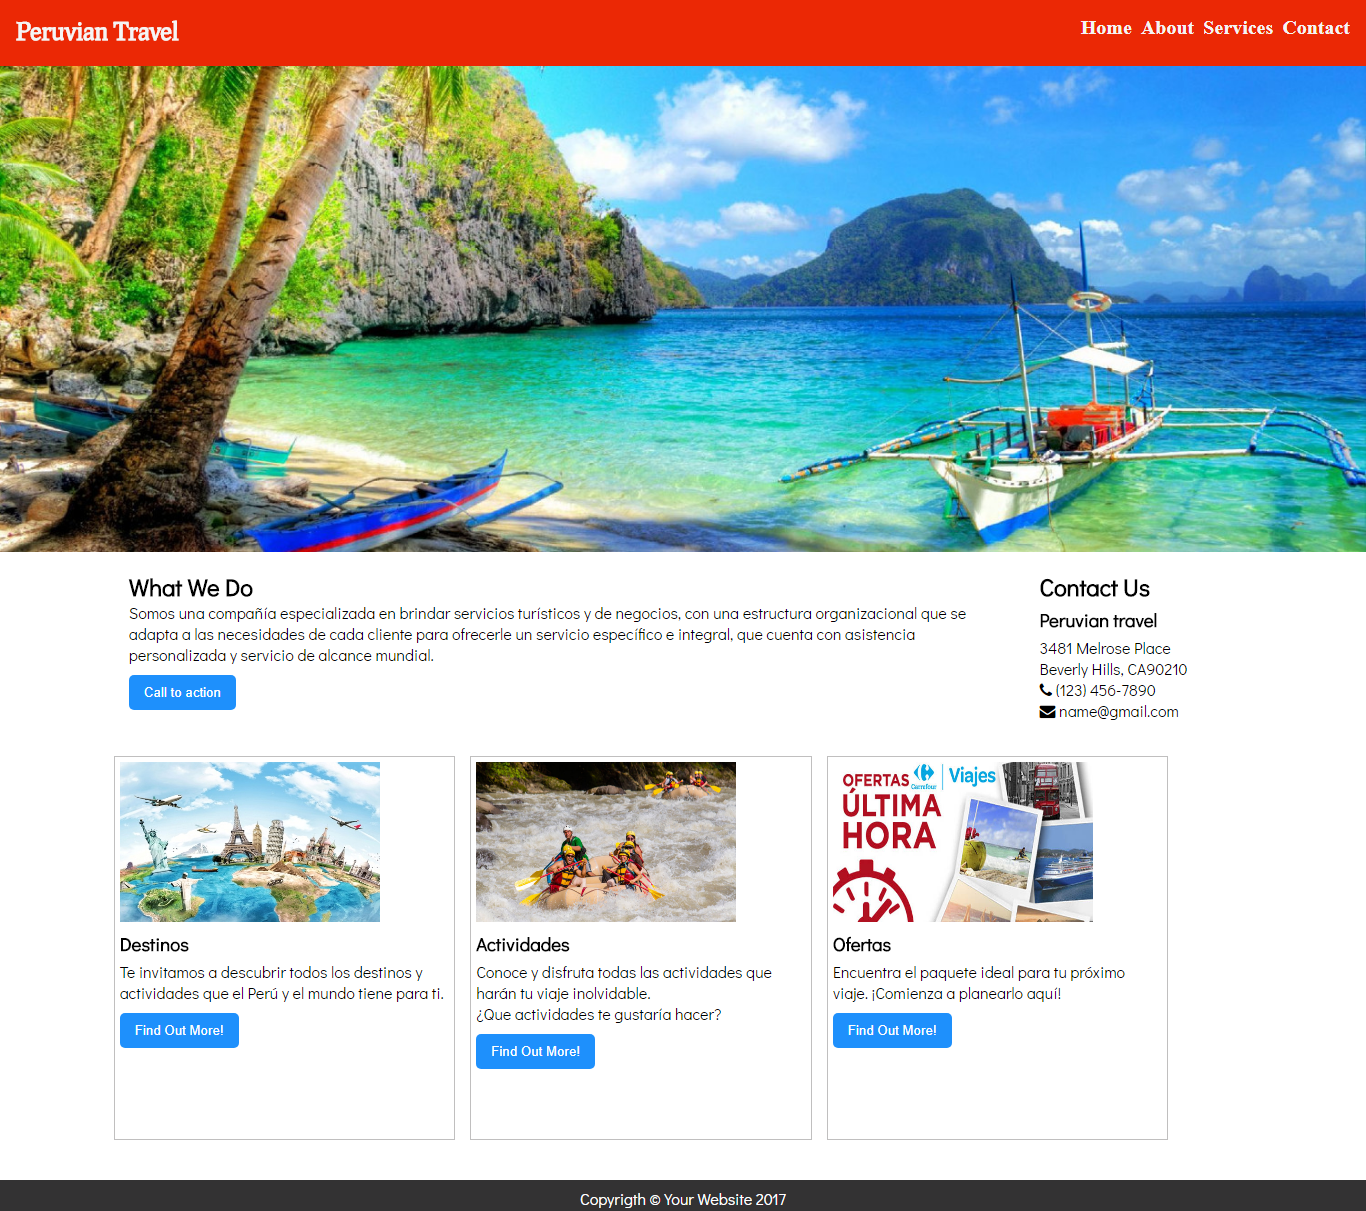 Peruvian Travel
Home About Services Contact
What We Do
Somos una compañía especializada en brindar servicios turísticos y de negocios, con una estructura organizacional que se
adapta a las necesidades de cada cliente para ofrecerle un servicio específico e integral, que cuenta con asistencia
personalizada y servicio de alcance mundial.
Call to action
Contact Us
Peruvian travel
3481 Melrose Place
Beverly Hills, CA90210
(123) 456-7890
name@gmail.com
Destinos
Te invitamos a descubrir todos los destinos y
actividades que el Perú y el mundo tiene para ti.
Find Out More!
Actividades
Conoce y disfruta todas las actividades que
harán tu viaje inolvidable.
¿Que actividades te gustaría hacer?
Find Out More!
OFERTAS Carrefour Viajes
ÚLTIMA
HORA
Ofertas
Encuentra el paquete ideal para tu próximo
viaje. ¡Comienza a planearlo aquí!
Find Out More!
Copyrigth © Your Website 2017